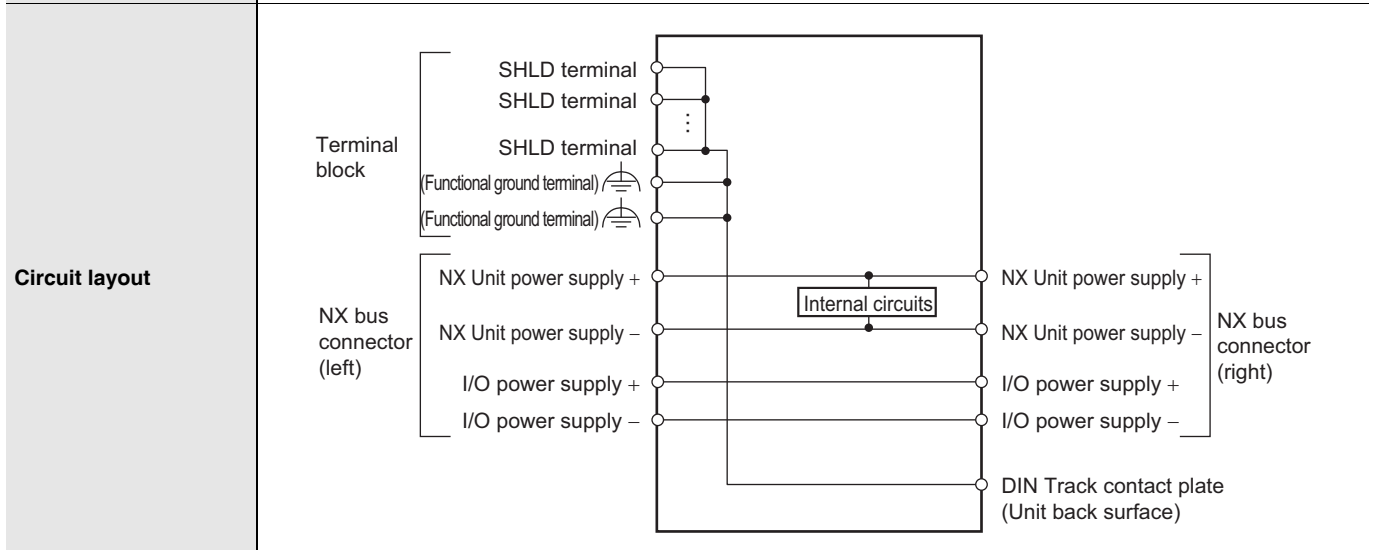 Circuit layout
Terminal
block
SHLD terminal
SHLD terminal
⋮
SHLD terminal
(Functional ground terminal)
(Functional ground terminal)
NX bus
connector
(left)
NX Unit power supply +
NX Unit power supply −
I/O power supply +
I/O power supply −
Internal circuits
NX Unit power supply +
NX Unit power supply −
I/O power supply +
I/O power supply −
NX bus
connector
(right)
DIN Track contact plate
(Unit back surface)